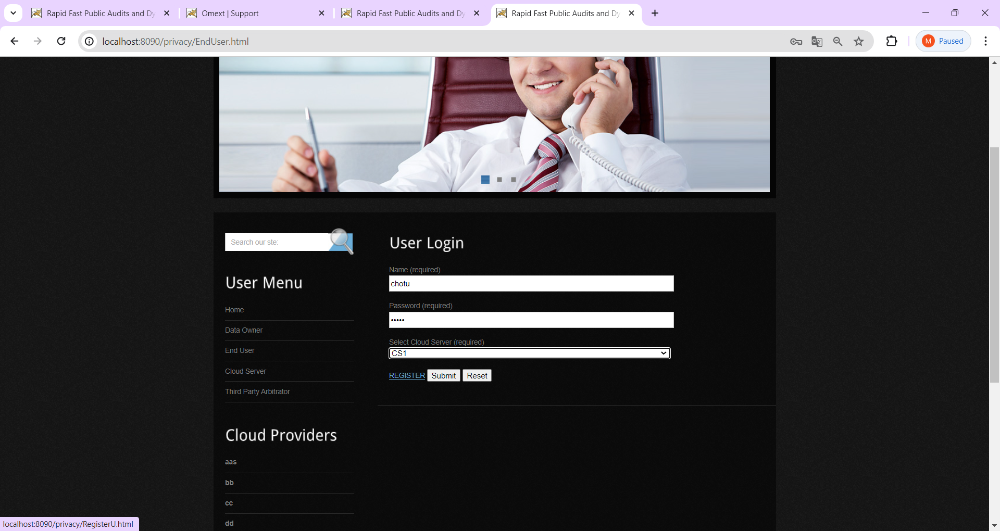 Rapid Fast Public Audits and Dy
Omext | Support
Rapid Fast Public Audits and Dy
Rapid Fast Public Audits and Dy
localhost:8090/privacy/EndUser.html
M Paused
Search our ste:
User Login
Name (required)
chotu
Password (required)
•••••
Select Cloud Server (required)
CS1
REGISTER Submit Reset
User Menu
Home
Data Owner
End User
Cloud Server
Third Party Arbitrator
Cloud Providers
aas
bb
cc
dd
localhost:8090/privacy/RegisterU.html